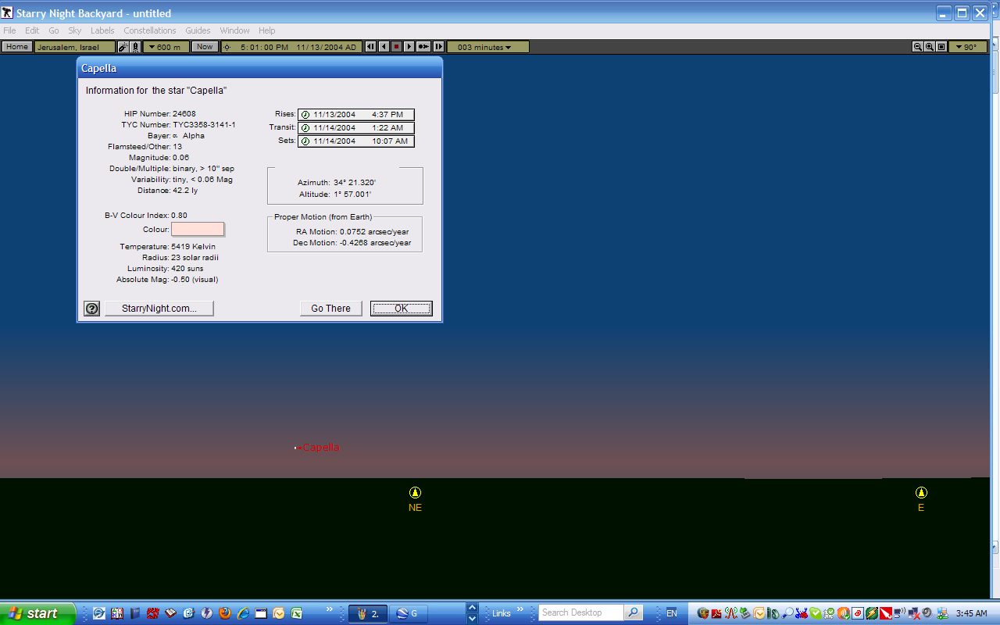 Starry Night Backyard - untitled
File Edit Go Sky Labels Constellations Guides Window Help
Home Jerusalem, Israel 600 m Now 5:01:00 PM 11/13/2004 AD 003 minutes 90°
Capella
Information for the star "Capella"
HIP Number: 24608
TYC Number: TYC3358-3141-1
Bayer: α Alpha
Flamsteed/Other: 13
Magnitude: 0.06
Double/Multiple: binary, > 10" sep
Variability: tiny, < 0.06 Mag
Distance: 42.2 ly
B-V Colour Index: 0.80
Colour:
Temperature: 5419 Kelvin
Radius: 23 solar radii
Luminosity: 420 suns
Absolute Mag: -0.50 (visual)
Rises: 11/13/2004 4:37 PM
Transit: 11/14/2004 1:22 AM
Sets: 11/14/2004 10:07 AM
Azimuth: 34° 21.320'
Altitude: 1° 57.001'
Proper Motion (from Earth)
RA Motion: 0.0752 arcsec/year
Dec Motion: -0.4268 arcsec/year
? StarryNight.com... Go There OK
Capella
NE E
start 2. G Links » Search Desktop EN 3:45 AM